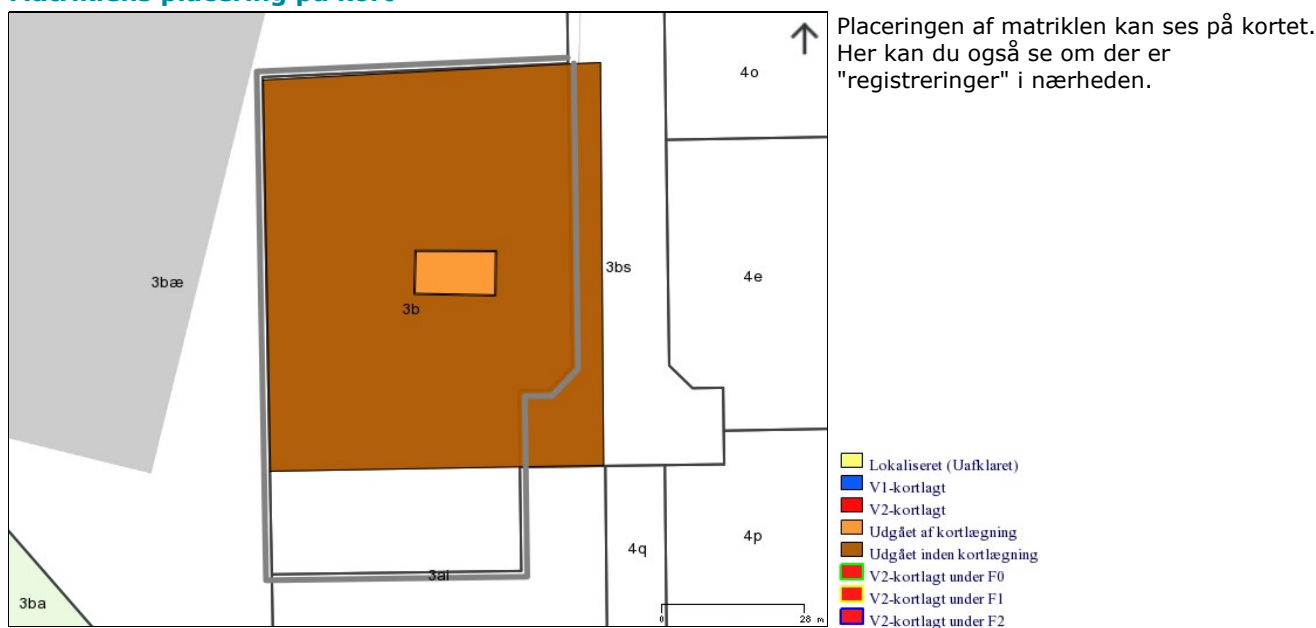 Placeringen af matriklen kan ses på kortet.
Her kan du også se om der er
"registreringer" i nærheden.
4o
3bæ
3bs
4e
3b
4q
4p
3al
3ba
0
28 m
Lokaliseret (Uafklaret)
V1-kortlagt
V2-kortlagt
Udgået af kortlægning
Udgået inden kortlægning
V2-kortlagt under F0
V2-kortlagt under F1
V2-kortlagt under F2